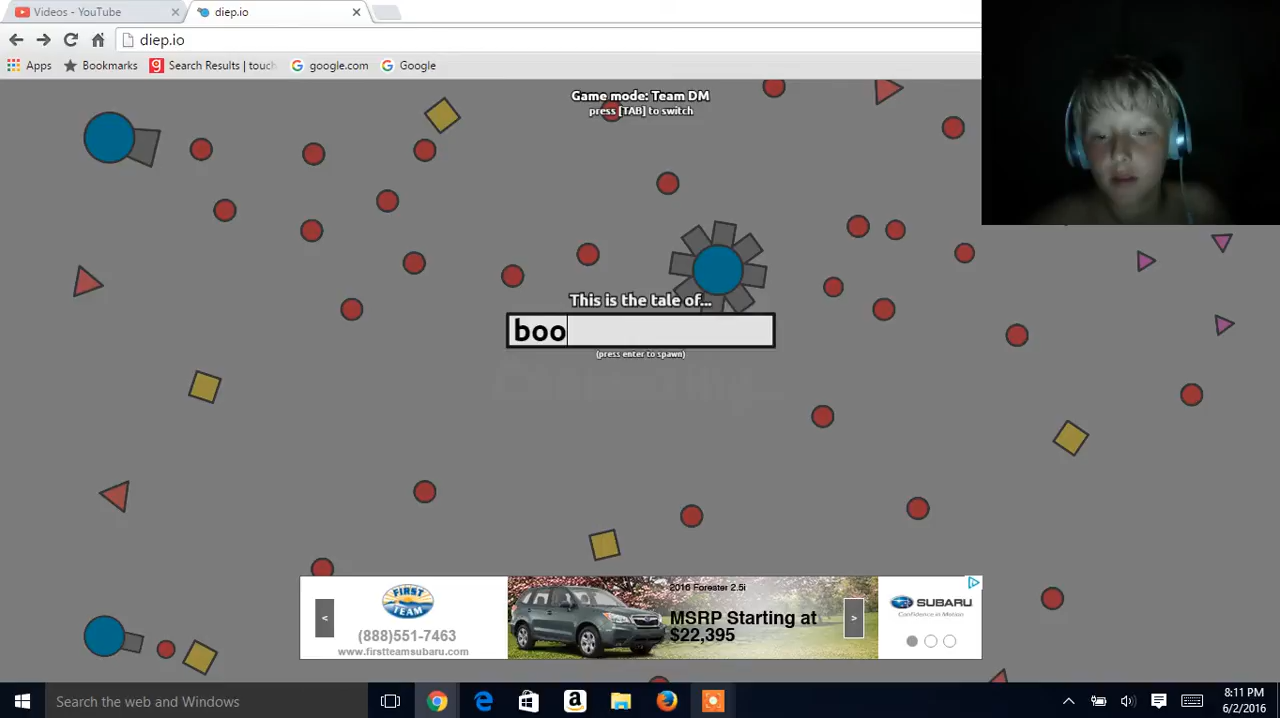 Videos - YouTube
diep.io
diep.io
Apps
Bookmarks
Search Results | touch
google.com
Google
Game mode: Team DM
press [TAB] to switch
This is the tale of...
boo
(press enter to spawn)
FIRST TEAM
(888)551-7463
www.firstteamsubaru.com
2016 Forester 2.5i
MSRP Starting at
$22,395
SUBARU
Confidence in Motion
Search the web and Windows
8:11 PM
6/2/2016